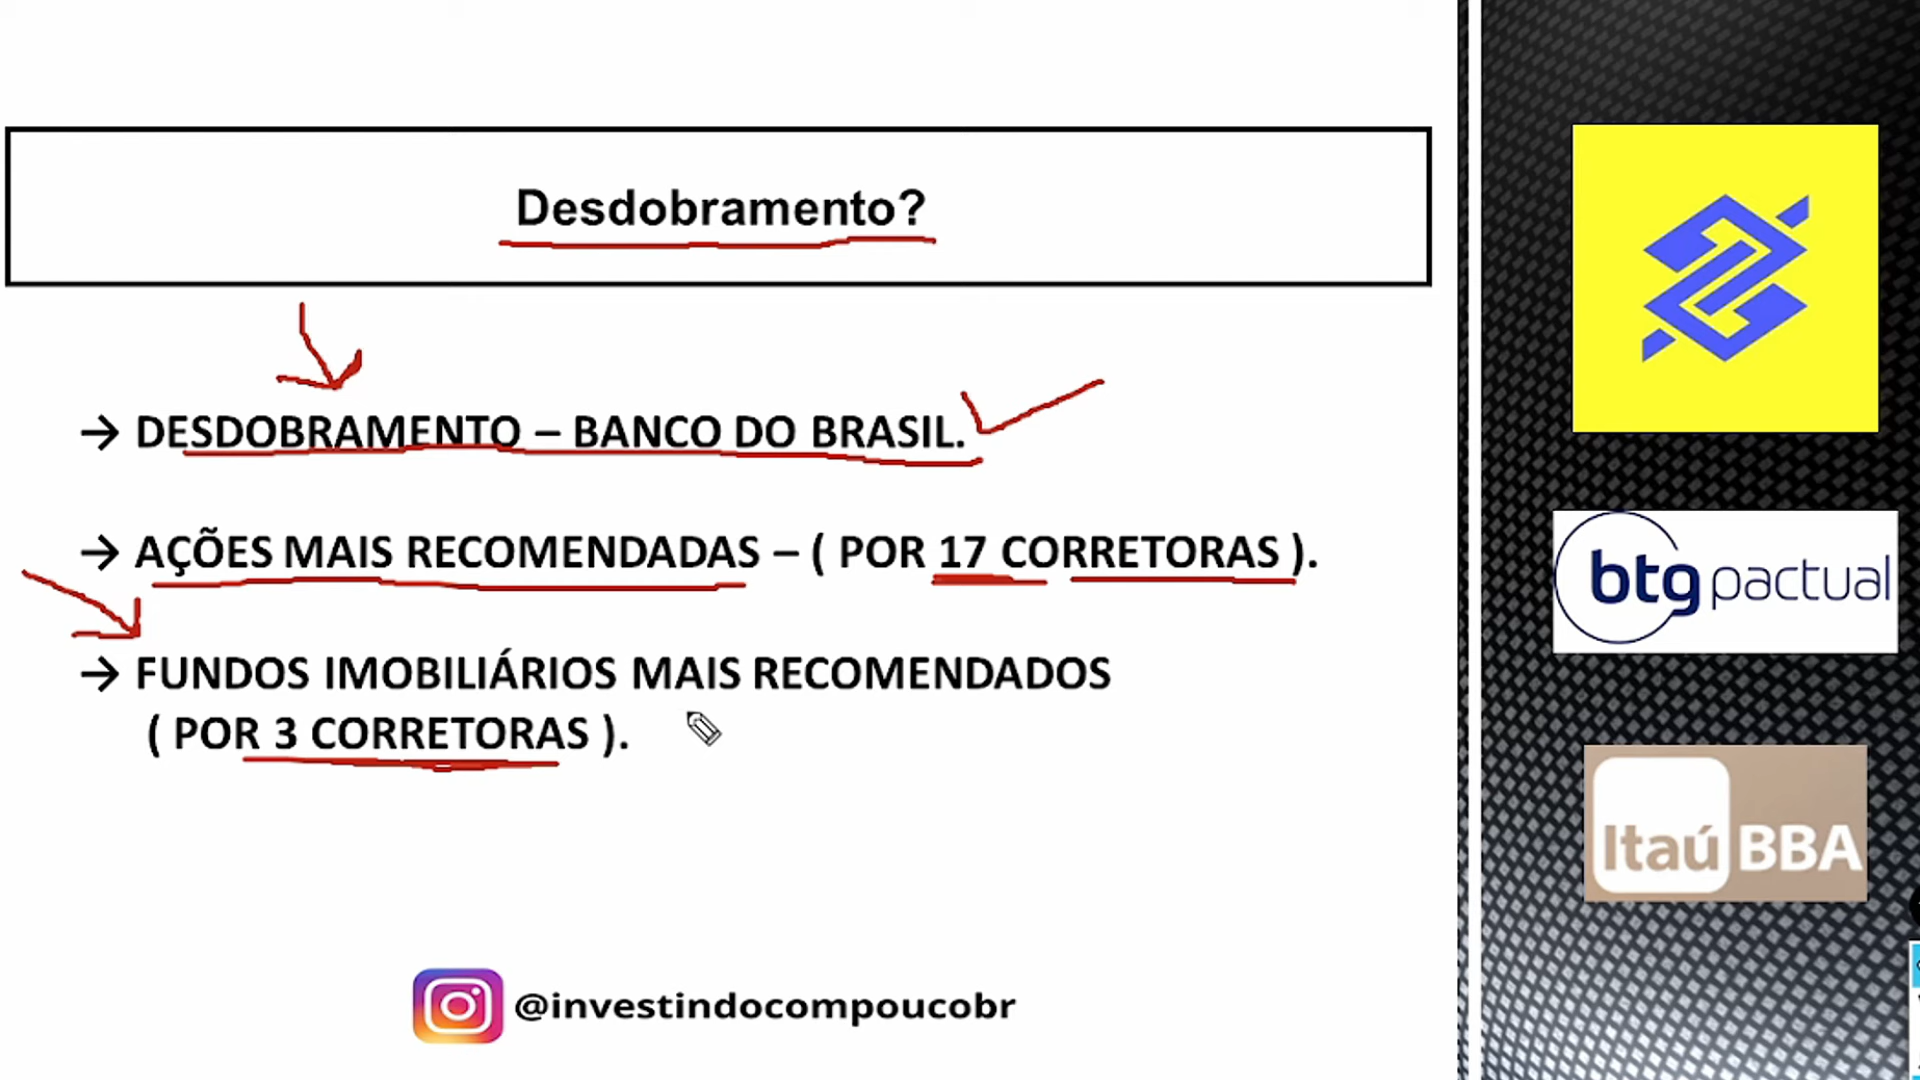 Desdobramento?
→ DESDOBRAMENTO – BANCO DO BRASIL.
→ AÇÕES MAIS RECOMENDADAS – ( POR 17 CORRETORAS ).
→ FUNDOS IMOBILIÁRIOS MAIS RECOMENDADOS
( POR 3 CORRETORAS ).
@investindocompoucobr
btg pactual
Itaú BBA